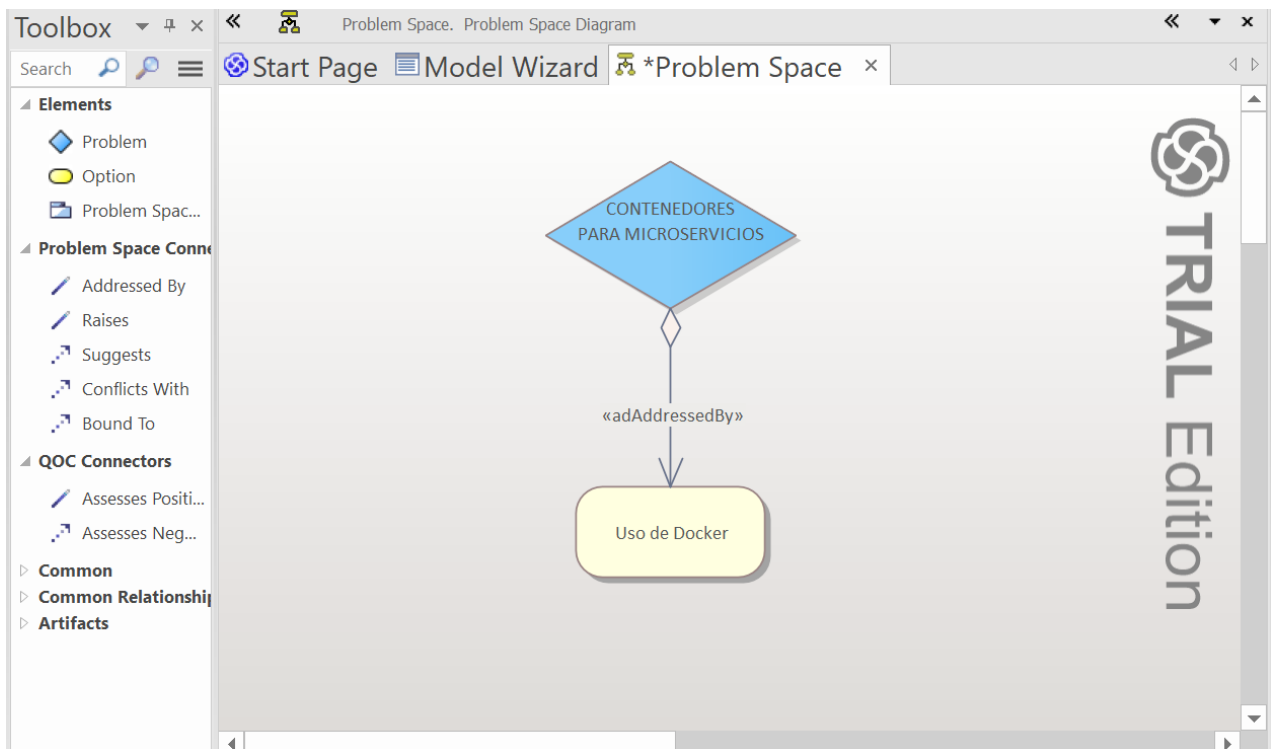 Toolbox
Problem Space. Problem Space Diagram
Search
Start Page
Model Wizard
*Problem Space
Elements
Problem
Option
Problem Spac...
Problem Space Conne
Addressed By
Raises
Suggests
Conflicts With
Bound To
QOC Connectors
Assesses Positi...
Assesses Neg...
Common
Common Relationship
Artifacts
CONTENEDORES
PARA MICROSERVICIOS
«adAddressedBy»
Uso de Docker
TRIAL Edition